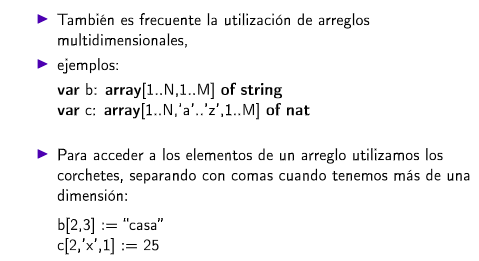 También es frecuente la utilización de arreglos
multidimensionales,
ejemplos:
var b: array[1..N,1..M] of string
var c: array[1..N,'a'..'z',1..M] of nat
Para acceder a los elementos de un arreglo utilizamos los
corchetes, separando con comas cuando tenemos más de una
dimensión:
b[2,3] := "casa"
c[2,'x',1] := 25